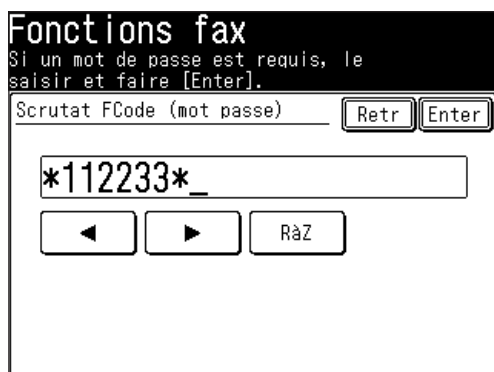 Fonctions fax
Si un mot de passe est requis, le
saisir et faire [Enter].
Scrutat FCode (mot passe) Retr Enter
*112233*_
◄ ► RàZ